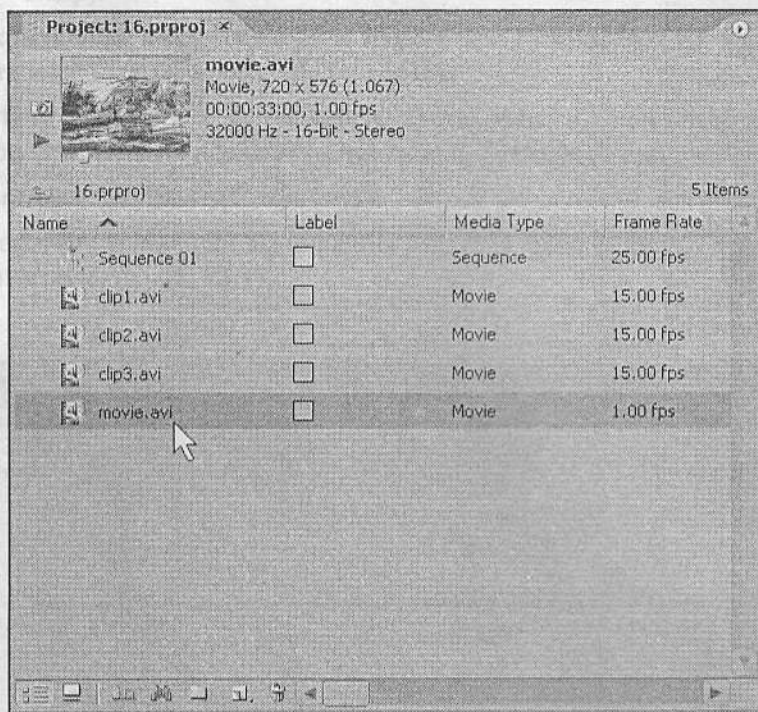 Project: 16.prproj ×
movie.avi
Movie, 720 x 576 (1.067)
00:00:33:00, 1.00 fps
32000 Hz - 16-bit - Stereo
16.prproj 5 Items
Name Label Media Type Frame Rate
Sequence 01 Sequence 25.00 fps
clip1.avi Movie 15.00 fps
clip2.avi Movie 15.00 fps
clip3.avi Movie 15.00 fps
movie.avi Movie 1.00 fps